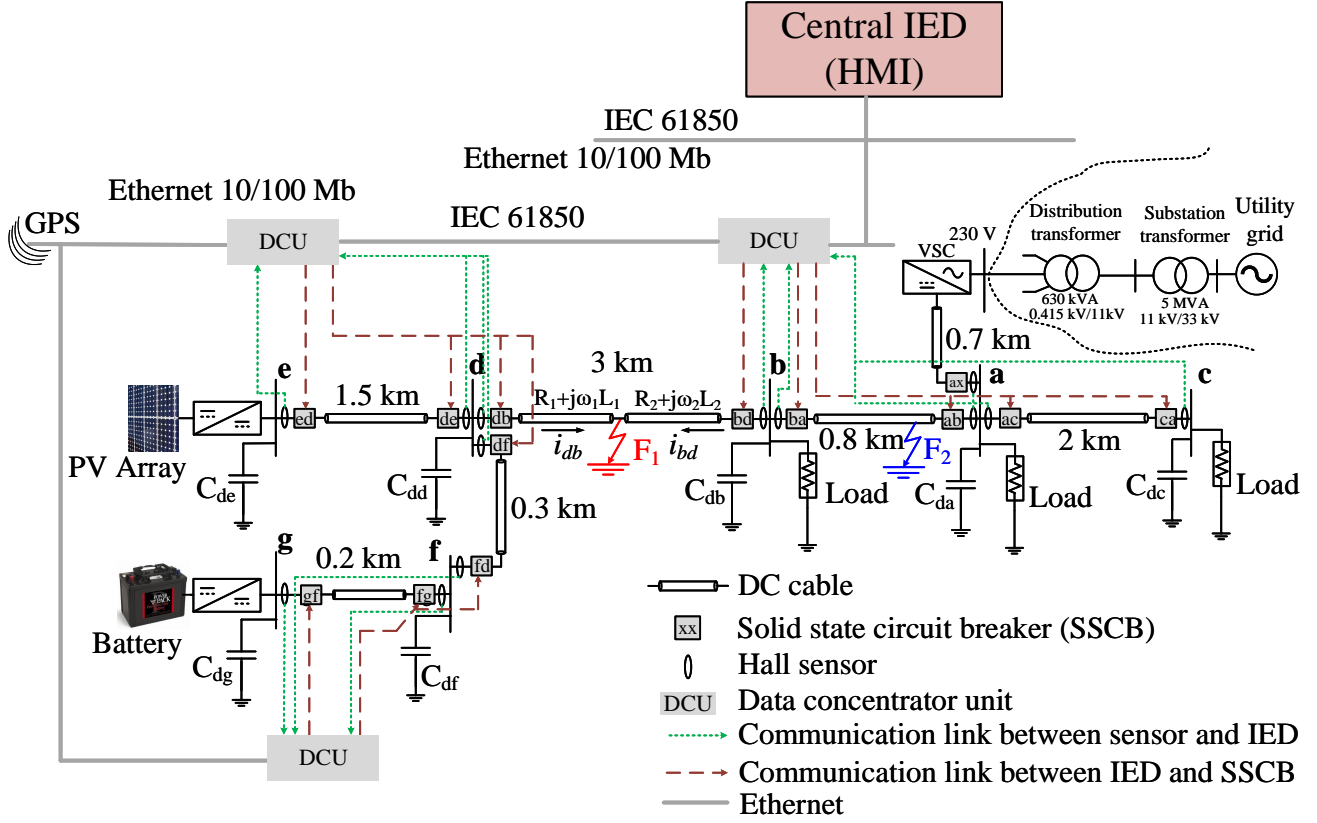 Central IED
(HMI)
IEC 61850
Ethernet 10/100 Mb
Ethernet 10/100 Mb
GPS
IEC 61850
DCU
DCU
230 V
VSC
Distribution
transformer
Substation
transformer
Utility
grid
630 kVA
0.415 kV/11kV
5 MVA
11 kV/33 kV
0.7 km
3 km
e
d
b
a
c
1.5 km
R1+jω1L1
R2+jω2L2
ax
ed
de
db
bd
ba
ab
ac
ca
df
idb
F1
ibd
0.8 km
F2
2 km
PV Array
Cde
Cdd
Cdb
Load
Cda
Load
Cdc
Load
0.3 km
g
0.2 km
f
fd
gf
fg
Battery
Cdg
Cdf
DCU
DC cable
xx
Solid state circuit breaker (SSCB)
Hall sensor
DCU
Data concentrator unit
Communication link between sensor and IED
Communication link between IED and SSCB
Ethernet